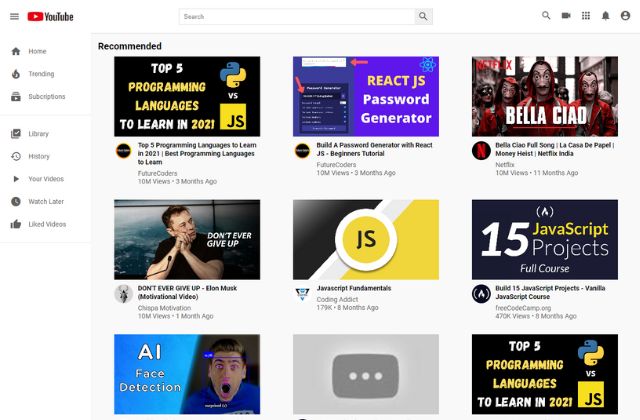 YouTube
Search
Home
Trending
Subcriptions
Library
History
Your Videos
Watch Later
Liked Videos
Recommended
TOP 5
PROGRAMMING
LANGUAGES
TO LEARN IN 2021
VS
JS
Top 5 Programming Languages to Learn
in 2021 | Best Programming Languages
to Learn
FutureCoders
10M Views • 3 Months Ago
Password Generator
REACT JS
Password
Generator
Build A Password Generator with React
JS - Beginners Tutorial
FutureCoders
10M Views • 3 Months Ago
NETFLIX
BELLA CIAO
Bella Ciao Full Song | La Casa De Papel |
Money Heist | Netflix India
Netflix
10M Views • 11 Months Ago
DON'T EVER
GIVE UP
DON'T EVER GIVE UP - Elon Musk
(Motivational Video)
Chispa Motivation
10M Views • 1 Month Ago
JS
Javascript Fundamentals
Coding Addict
179K • 8 Months Ago
15 JavaScript
Projects
Full Course
Build 15 JavaScript Projects - Vanilla
JavaScript Course
freeCodeCamp.org
470K Views • 8 Months Ago
AI
Face
Detection
TOP 5
PROGRAMMING
LANGUAGES
TO LEARN IN 2021
VS
JS